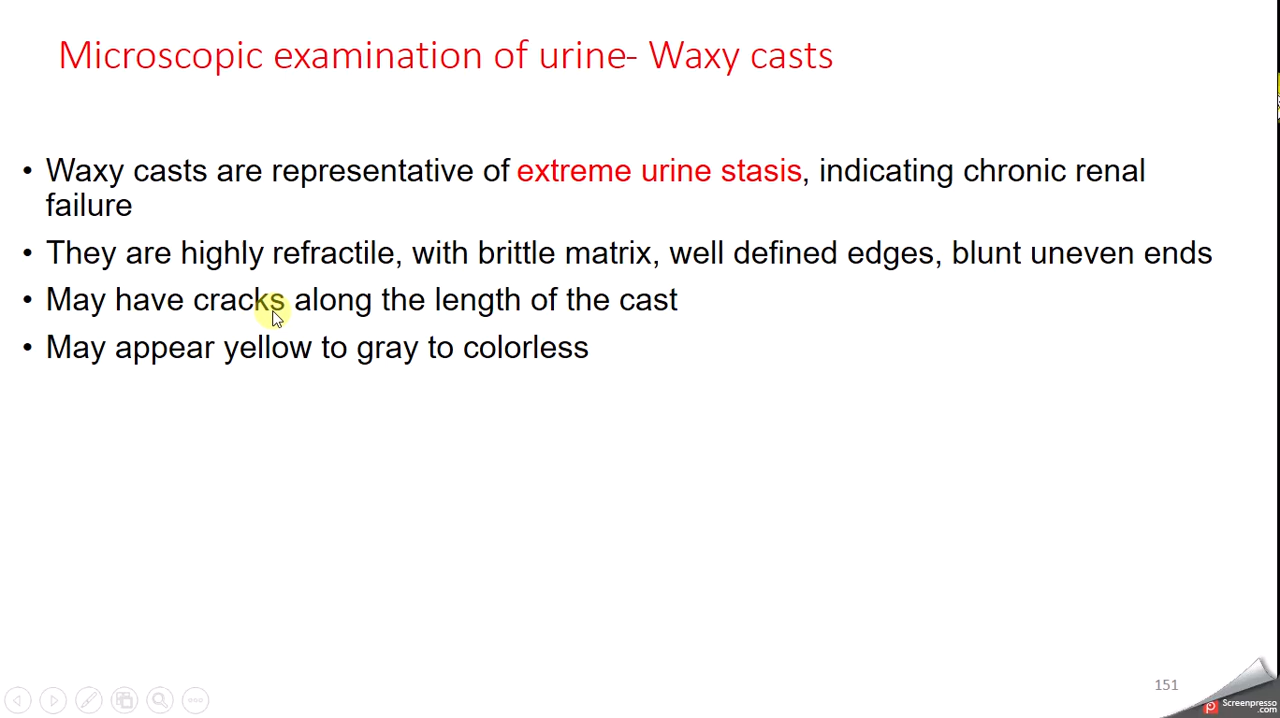 Microscopic examination of urine- Waxy casts
• Waxy casts are representative of extreme urine stasis, indicating chronic renal
failure
• They are highly refractile, with brittle matrix, well defined edges, blunt uneven ends
• May have cracks along the length of the cast
• May appear yellow to gray to colorless
151
Screenpresso
.com